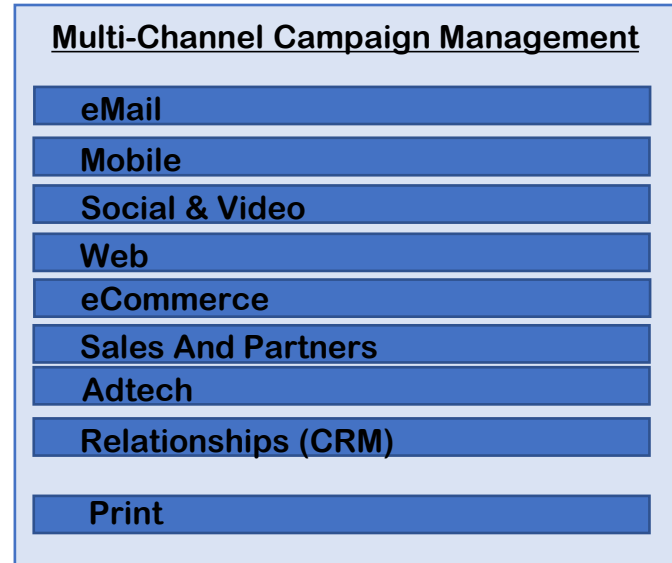 Multi-Channel Campaign Management
eMail
Mobile
Social & Video
Web
eCommerce
Sales And Partners
Adtech
Relationships (CRM)
Print